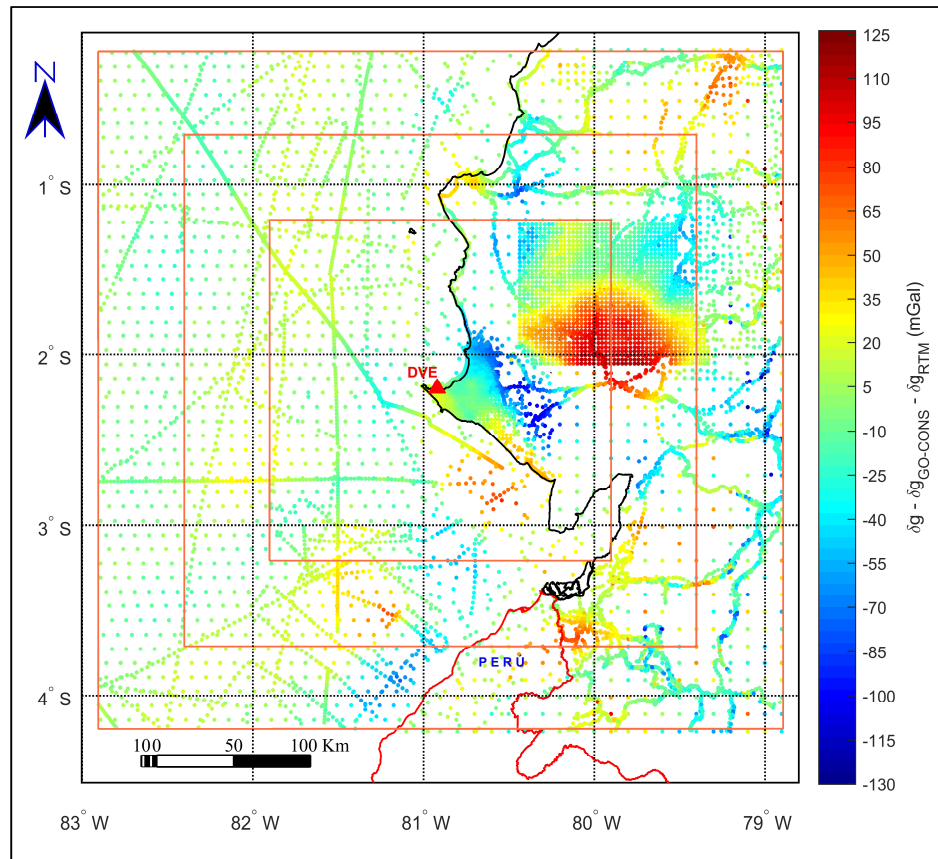 N
1° S
2° S
3° S
4° S
DVE
PERÚ
100 50 100 Km
83° W 82° W 81° W 80° W 79° W
125
110
95
80
65
50
35
20
5
-10
-25
-40
-55
-70
-85
-100
-115
-130
δg - δg_GO-CONS - δg_RTM (mGal)